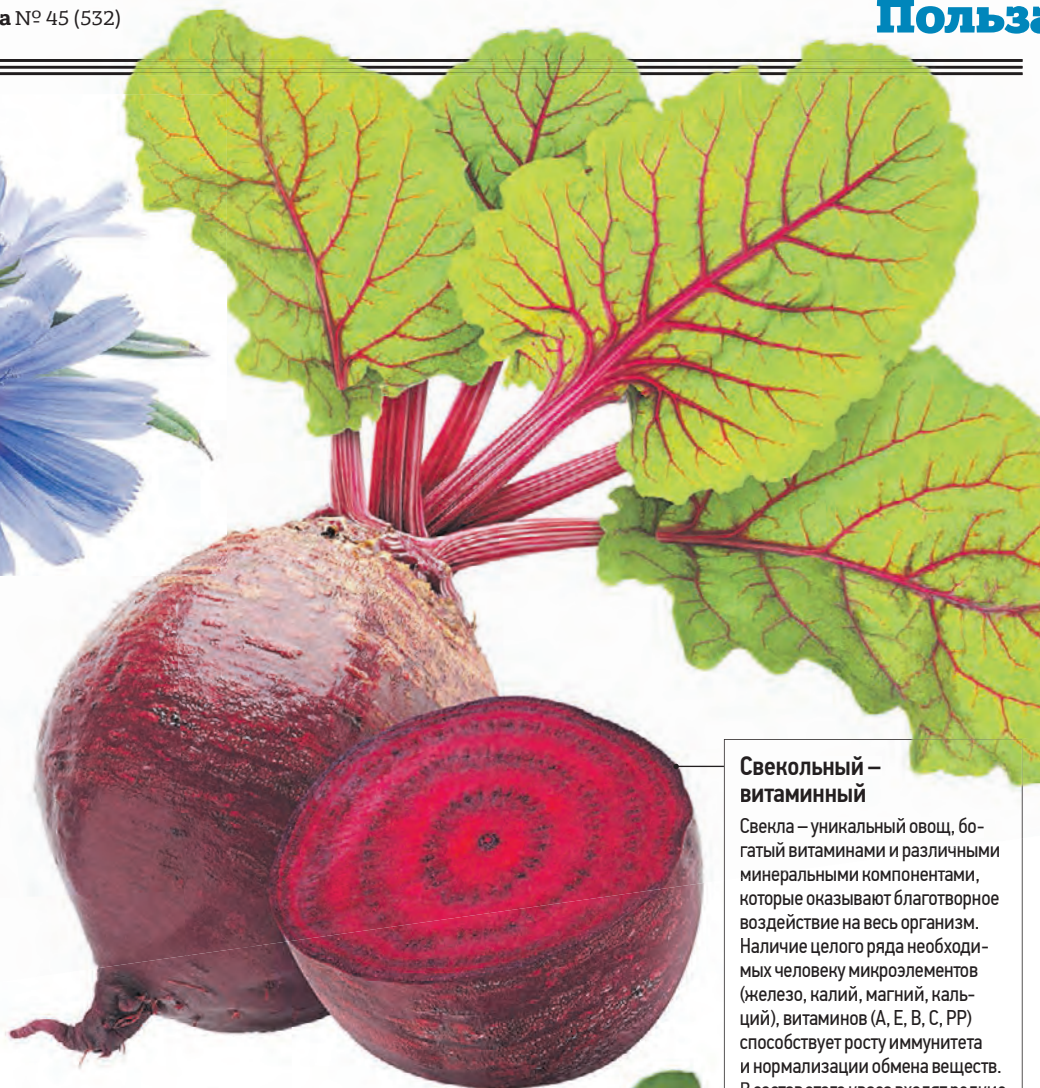 а № 45 (532)
Польза
Свекольный –
витаминный
Свекла – уникальный овощ, бо-
гатый витаминами и различными
минеральными компонентами,
которые оказывают благотворное
воздействие на весь организм.
Наличие целого ряда необходи-
мых человеку микроэлементов
(железо, калий, магний, каль-
ций), витаминов (А, Е, В, С, РР)
способствует росту иммунитета
и нормализации обмена веществ.